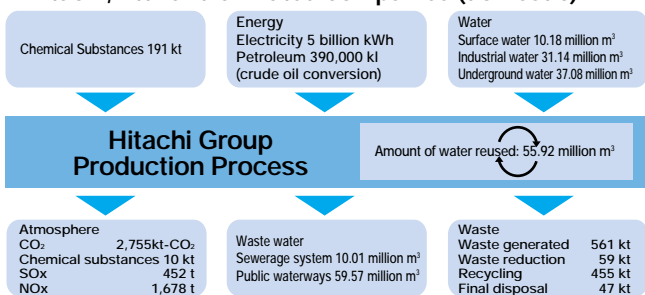 Chemical Substances 191 kt
Energy
Electricity 5 billion kWh
Petroleum 390,000 kl
(crude oil conversion)
Water
Surface water 10.18 million m³
Industrial water 31.14 million m³
Underground water 37.08 million m³
Hitachi Group
Production Process
Amount of water reused: 55.92 million m³
Atmosphere
CO₂ 2,755kt-CO₂
Chemical substances 10 kt
SOx 452 t
NOx 1,678 t
Waste water
Sewerage system 10.01 million m³
Public waterways 59.57 million m³
Waste
Waste generated 561 kt
Waste reduction 59 kt
Recycling 455 kt
Final disposal 47 kt